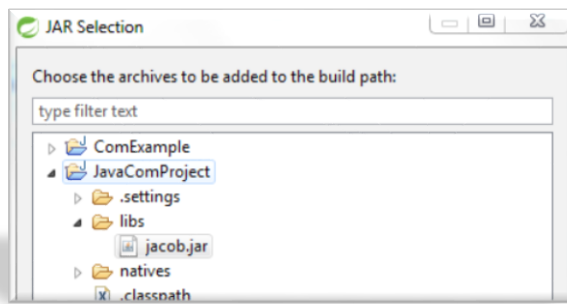 JAR Selection
Choose the archives to be added to the build path:
type filter text
ComExample
JavaComProject
.settings
libs
jacob.jar
natives
.classpath